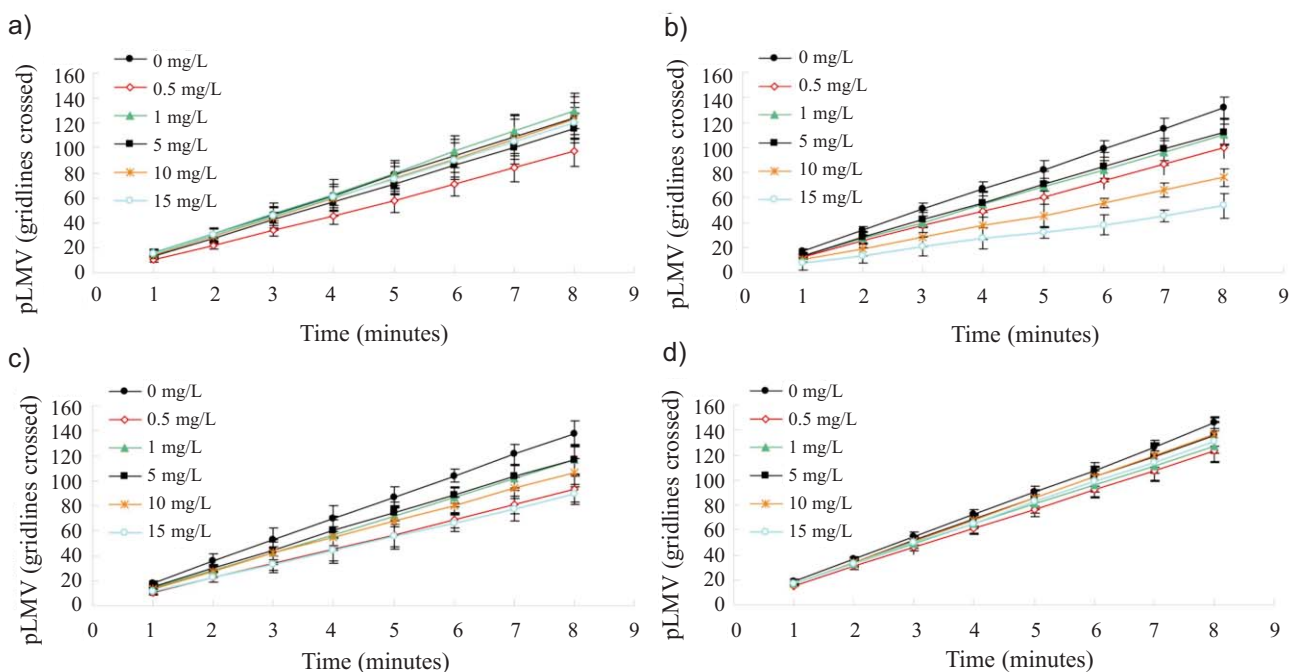 a)
0 mg/L
0.5 mg/L
1 mg/L
5 mg/L
10 mg/L
15 mg/L
pLMV (gridlines crossed)
160
140
120
100
80
60
40
20
0
0 1 2 3 4 5 6 7 8 9
Time (minutes)
b)
0 mg/L
0.5 mg/L
1 mg/L
5 mg/L
10 mg/L
15 mg/L
pLMV (gridlines crossed)
160
140
120
100
80
60
40
20
0
0 1 2 3 4 5 6 7 8 9
Time (minutes)
c)
0 mg/L
0.5 mg/L
1 mg/L
5 mg/L
10 mg/L
15 mg/L
pLMV (gridlines crossed)
160
140
120
100
80
60
40
20
0
0 1 2 3 4 5 6 7 8 9
Time (minutes)
d)
0 mg/L
0.5 mg/L
1 mg/L
5 mg/L
10 mg/L
15 mg/L
pLMV (gridlines crossed)
160
140
120
100
80
60
40
20
0
0 1 2 3 4 5 6 7 8 9
Time (minutes)